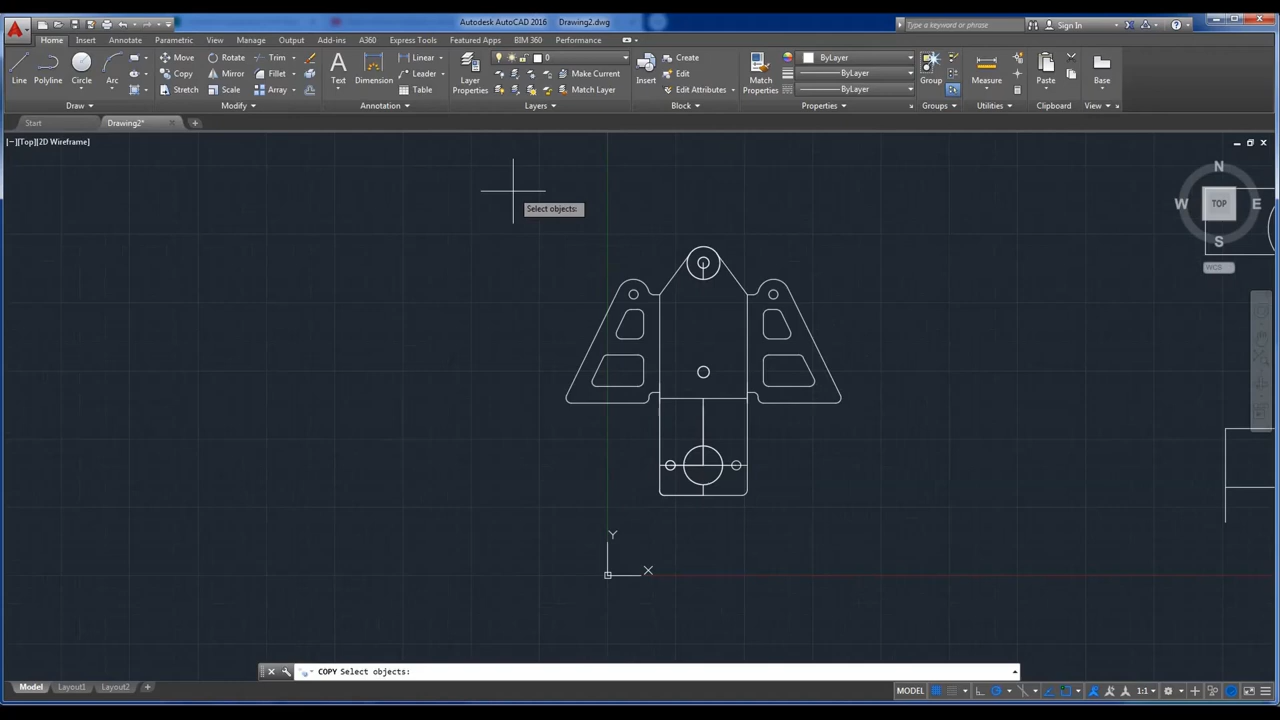 Autodesk AutoCAD 2016 Drawing2.dwg
Type a keyword or phrase
Sign In
Home Insert Annotate Parametric View Manage Output Add-ins A360 Express Tools Featured Apps BIM 360 Performance
Line Polyline Circle Arc
Move Rotate Trim
Copy Mirror Fillet
Stretch Scale Array
Text Dimension
Linear
Leader
Table
Layer Properties
0
Make Current
Match Layer
Insert
Create
Edit
Edit Attributes
Match Properties
ByLayer
ByLayer
ByLayer
Group
Measure
Paste
Base
Draw Modify Annotation Layers Block Properties Groups Utilities Clipboard View
Start Drawing2*
[−][Top][2D Wireframe]
N
W TOP E
S
WCS
Select objects:
Y
X
COPY Select objects:
Model Layout1 Layout2
MODEL 1:1